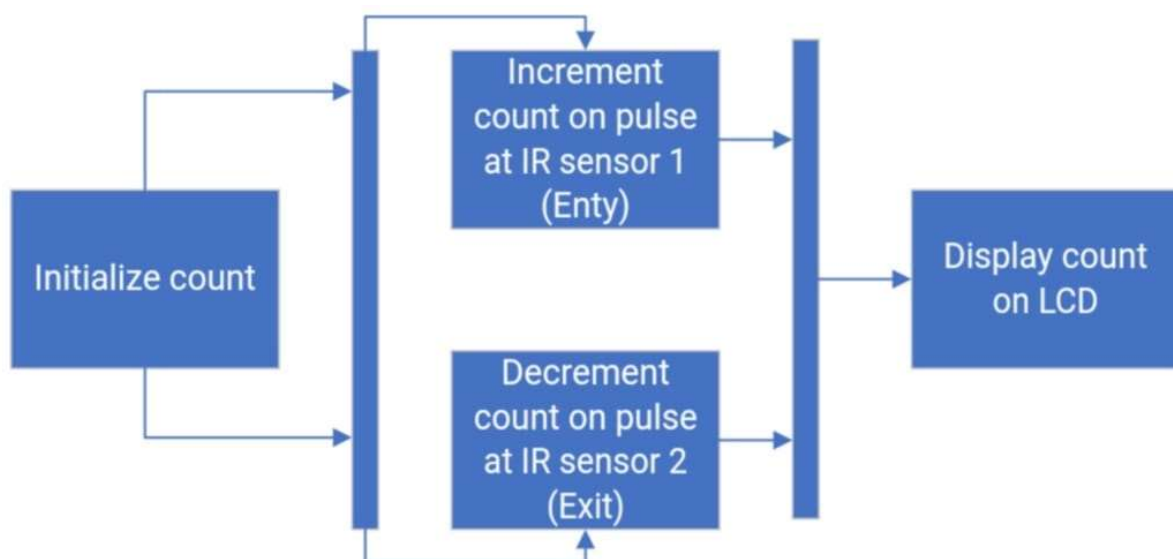 Initialize count
Increment
count on pulse
at IR sensor 1
(Enty)
Decrement
count on pulse
at IR sensor 2
(Exit)
Display count
on LCD